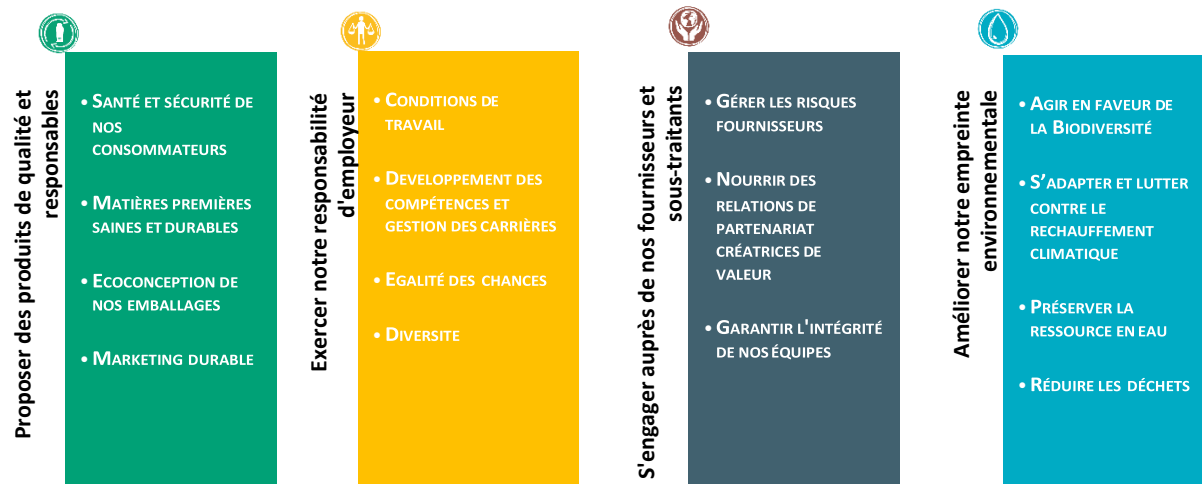 Proposer des produits de qualité et
responsables
• SANTÉ ET SÉCURITÉ DE
NOS
CONSOMMATEURS
• MATIÈRES PREMIÈRES
SAINES ET DURABLES
• ECOCONCEPTION DE
NOS EMBALLAGES
• MARKETING DURABLE
Exercer notre responsabilité
d'employeur
• CONDITIONS DE
TRAVAIL
• DEVELOPPEMENT DES
COMPÉTENCES ET
GESTION DES CARRIÈRES
• EGALITÉ DES CHANCES
• DIVERSITE
S'engager auprès de nos fournisseurs et
sous-traitants
• GÉRER LES RISQUES
FOURNISSEURS
• NOURRIR DES
RELATIONS DE
PARTENARIAT
CRÉATRICES DE
VALEUR
• GARANTIR L'INTÉGRITÉ
DE NOS ÉQUIPES
Améliorer notre empreinte
environnementale
• AGIR EN FAVEUR DE
LA BIODIVERSITÉ
• S’ADAPTER ET LUTTER
CONTRE LE
RECHAUFFEMENT
CLIMATIQUE
• PRÉSERVER LA
RESSOURCE EN EAU
• RÉDUIRE LES DÉCHETS